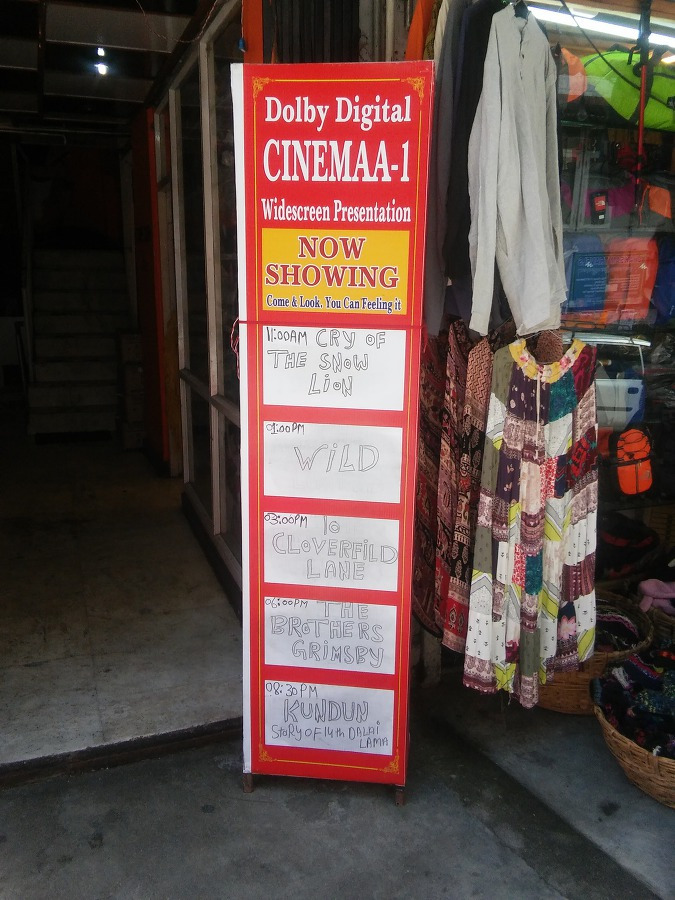 Dolby Digital
CINEMAA-1
Widescreen Presentation
NOW
SHOWING
Come & Look. You Can Feeling it
11:00AM CRY OF
THE SNOW
LION
01:00PM
WILD
03:00PM 10
CLOVERFILD
LANE
06:00PM THE
BROTHERS
GRIMSBY
08:30PM
KUNDUN
STORY OF 14th DALAI
LAMA